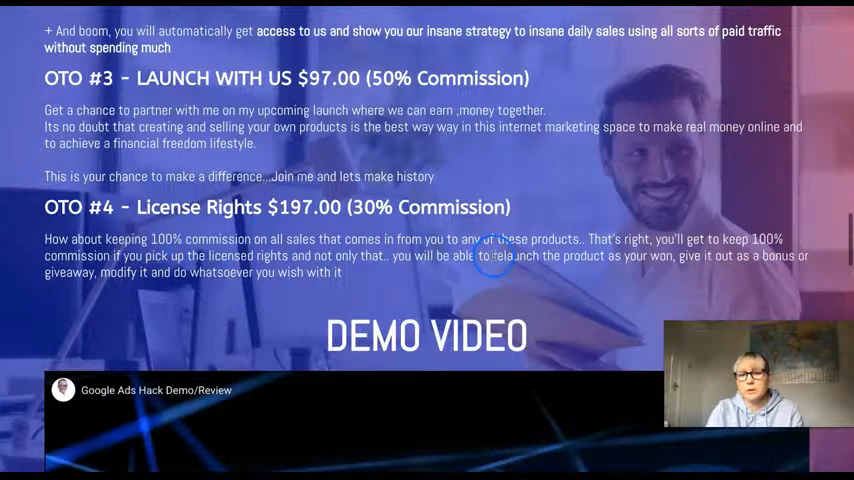 + And boom, you will automatically get access to us and show you our insane strategy to insane daily sales using all sorts of paid traffic
without spending much
OTO #3 - LAUNCH WITH US $97.00 (50% Commission)
Get a chance to partner with me on my upcoming launch where we can earn ,money together.
Its no doubt that creating and selling your own products is the best way way in this internet marketing space to make real money online and
to achieve a financial freedom lifestyle.
This is your chance to make a difference...Join me and lets make history
OTO #4 - License Rights $197.00 (30% Commission)
How about keeping 100% commission on all sales that comes in from you to any of these products.. That's right, you'll get to keep 100%
commission if you pick up the licensed rights and not only that.. you will be able to relaunch the product as your won, give it out as a bonus or
giveaway, modify it and do whatsoever you wish with it
DEMO VIDEO
Google Ads Hack Demo/Review